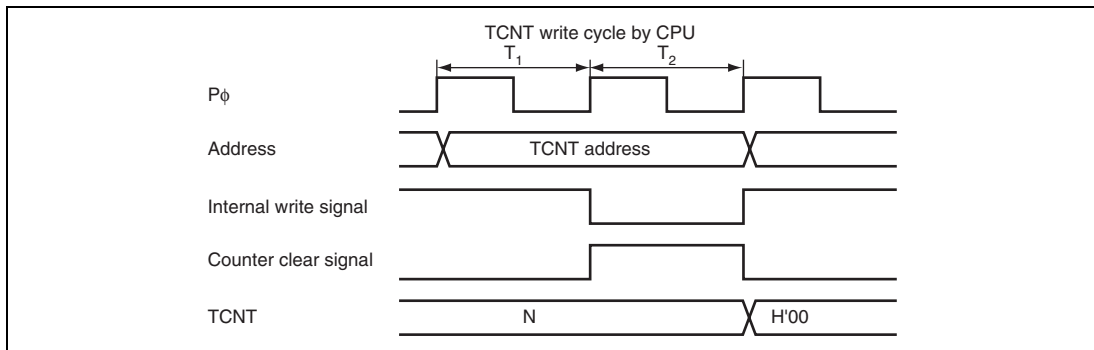 TCNT write cycle by CPU
T1 T2
Pϕ
Address TCNT address
Internal write signal
Counter clear signal
TCNT N H'00